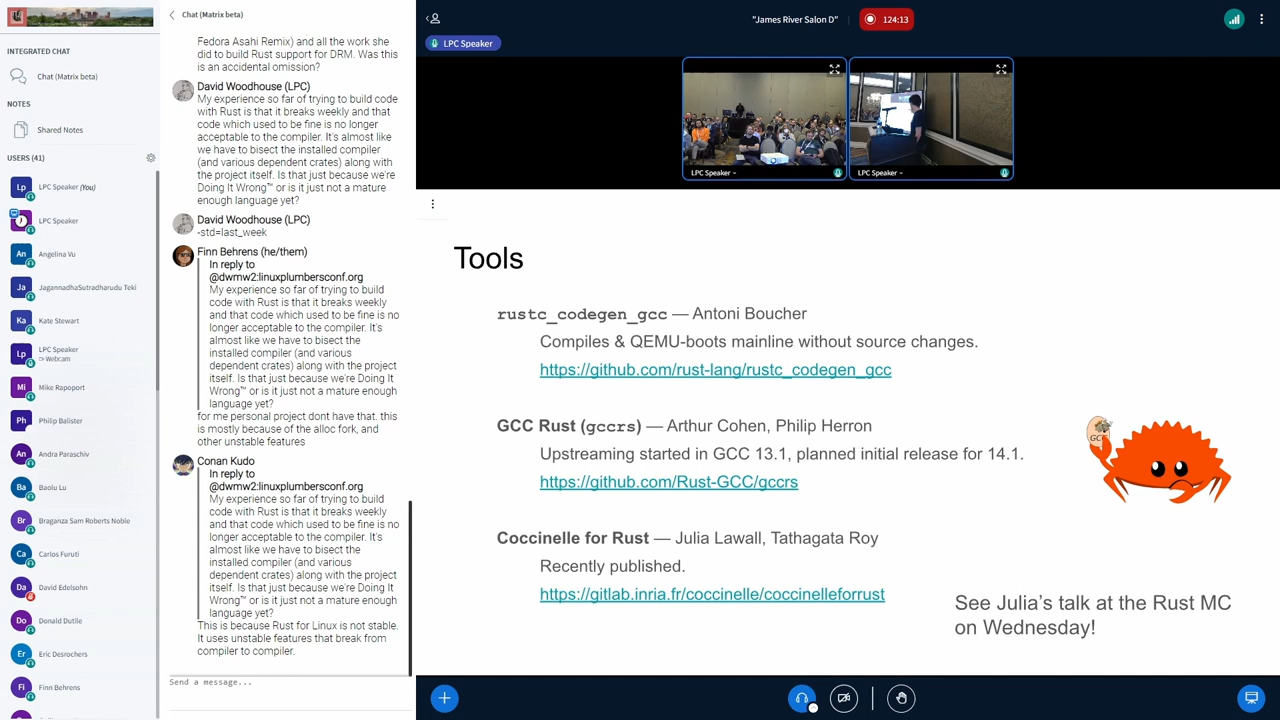 INTEGRATED CHAT
Chat (Matrix beta)
NOTES
Shared Notes
USERS (41)
Lp LPC Speaker (You)
LPC Speaker
An Angelina Vu
Ja JagannadhaSutradharudu Teki
Ka Kate Stewart
Lp LPC Speaker
Webcam
Mi Mike Rapoport
Ph Philip Balister
An Andra Paraschiv
Ba Baolu Lu
Br Braganza Sam Roberts Noble
Ca Carlos Furuti
Da David Edelsohn
Do Donald Dutile
Er Eric Desrochers
Fi Finn Behrens
Chat (Matrix beta)
Fedora Asahi Remix) and all the work she
did to build Rust support for DRM. Was this
is an accidental omission?
David Woodhouse (LPC)
My experience so far of trying to build code
with Rust is that it breaks weekly and that
code which used to be fine is no longer
acceptable to the compiler. It's almost like
we have to bisect the installed compiler
(and various dependent crates) along with
the project itself. Is that just because we're
Doing It Wrong™ or is it just not a mature
enough language yet?
David Woodhouse (LPC)
-std=last_week
Finn Behrens (he/them)
In reply to
@dwmw2:linuxplumbersconf.org
My experience so far of trying to build
code with Rust is that it breaks weekly
and that code which used to be fine is no
longer acceptable to the compiler. It's
almost like we have to bisect the
installed compiler (and various
dependent crates) along with the project
itself. Is that just because we're Doing It
Wrong™ or is it just not a mature enough
language yet?
for me personal project dont have that. this
is mostly because of the alloc fork, and
other unstable features
Conan Kudo
In reply to
@dwmw2:linuxplumbersconf.org
My experience so far of trying to build
code with Rust is that it breaks weekly
and that code which used to be fine is no
longer acceptable to the compiler. It's
almost like we have to bisect the
installed compiler (and various
dependent crates) along with the project
itself. Is that just because we're Doing It
Wrong™ or is it just not a mature enough
language yet?
This is because Rust for Linux is not stable.
It uses unstable features that break from
compiler to compiler.
Send a message...
"James River Salon D"
124:13
LPC Speaker
LPC Speaker
LPC Speaker
Tools
rustc_codegen_gcc — Antoni Boucher
Compiles & QEMU-boots mainline without source changes.
https://github.com/rust-lang/rustc_codegen_gcc
GCC Rust (gccrs) — Arthur Cohen, Philip Herron
Upstreaming started in GCC 13.1, planned initial release for 14.1.
https://github.com/Rust-GCC/gccrs
GCC
Coccinelle for Rust — Julia Lawall, Tathagata Roy
Recently published.
https://gitlab.inria.fr/coccinelle/coccinelleforrust
See Julia's talk at the Rust MC
on Wednesday!